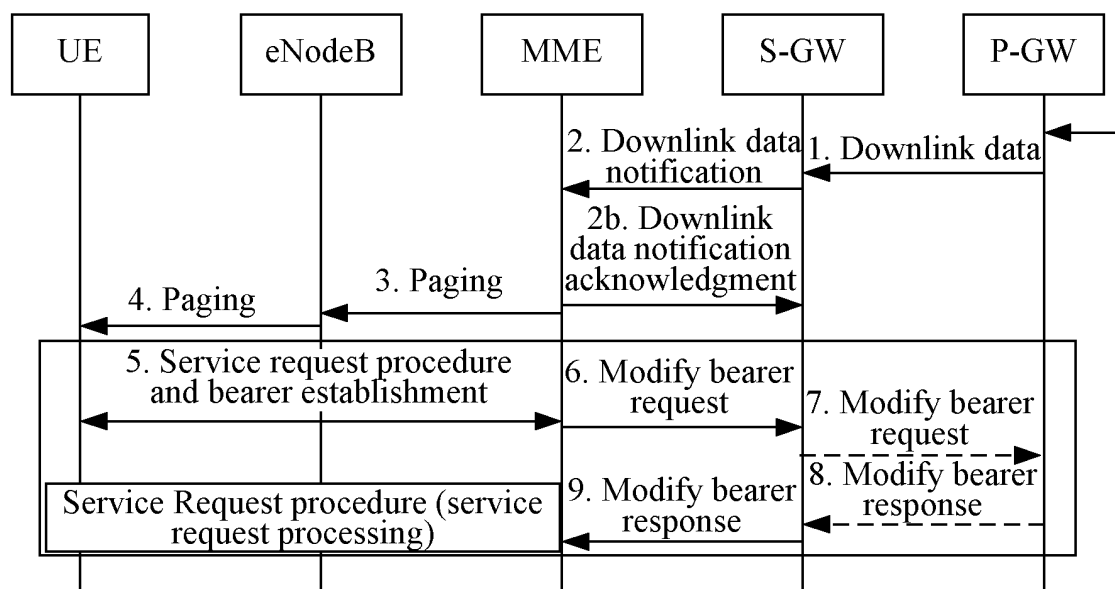 UE
eNodeB
MME
S-GW
P-GW
2. Downlink data
notification
1. Downlink data
2b. Downlink
data notification
acknowledgment
3. Paging
4. Paging
5. Service request procedure
and bearer establishment
6. Modify bearer
request
7. Modify bearer
request
8. Modify bearer
response
9. Modify bearer
response
Service Request procedure (service
request processing)